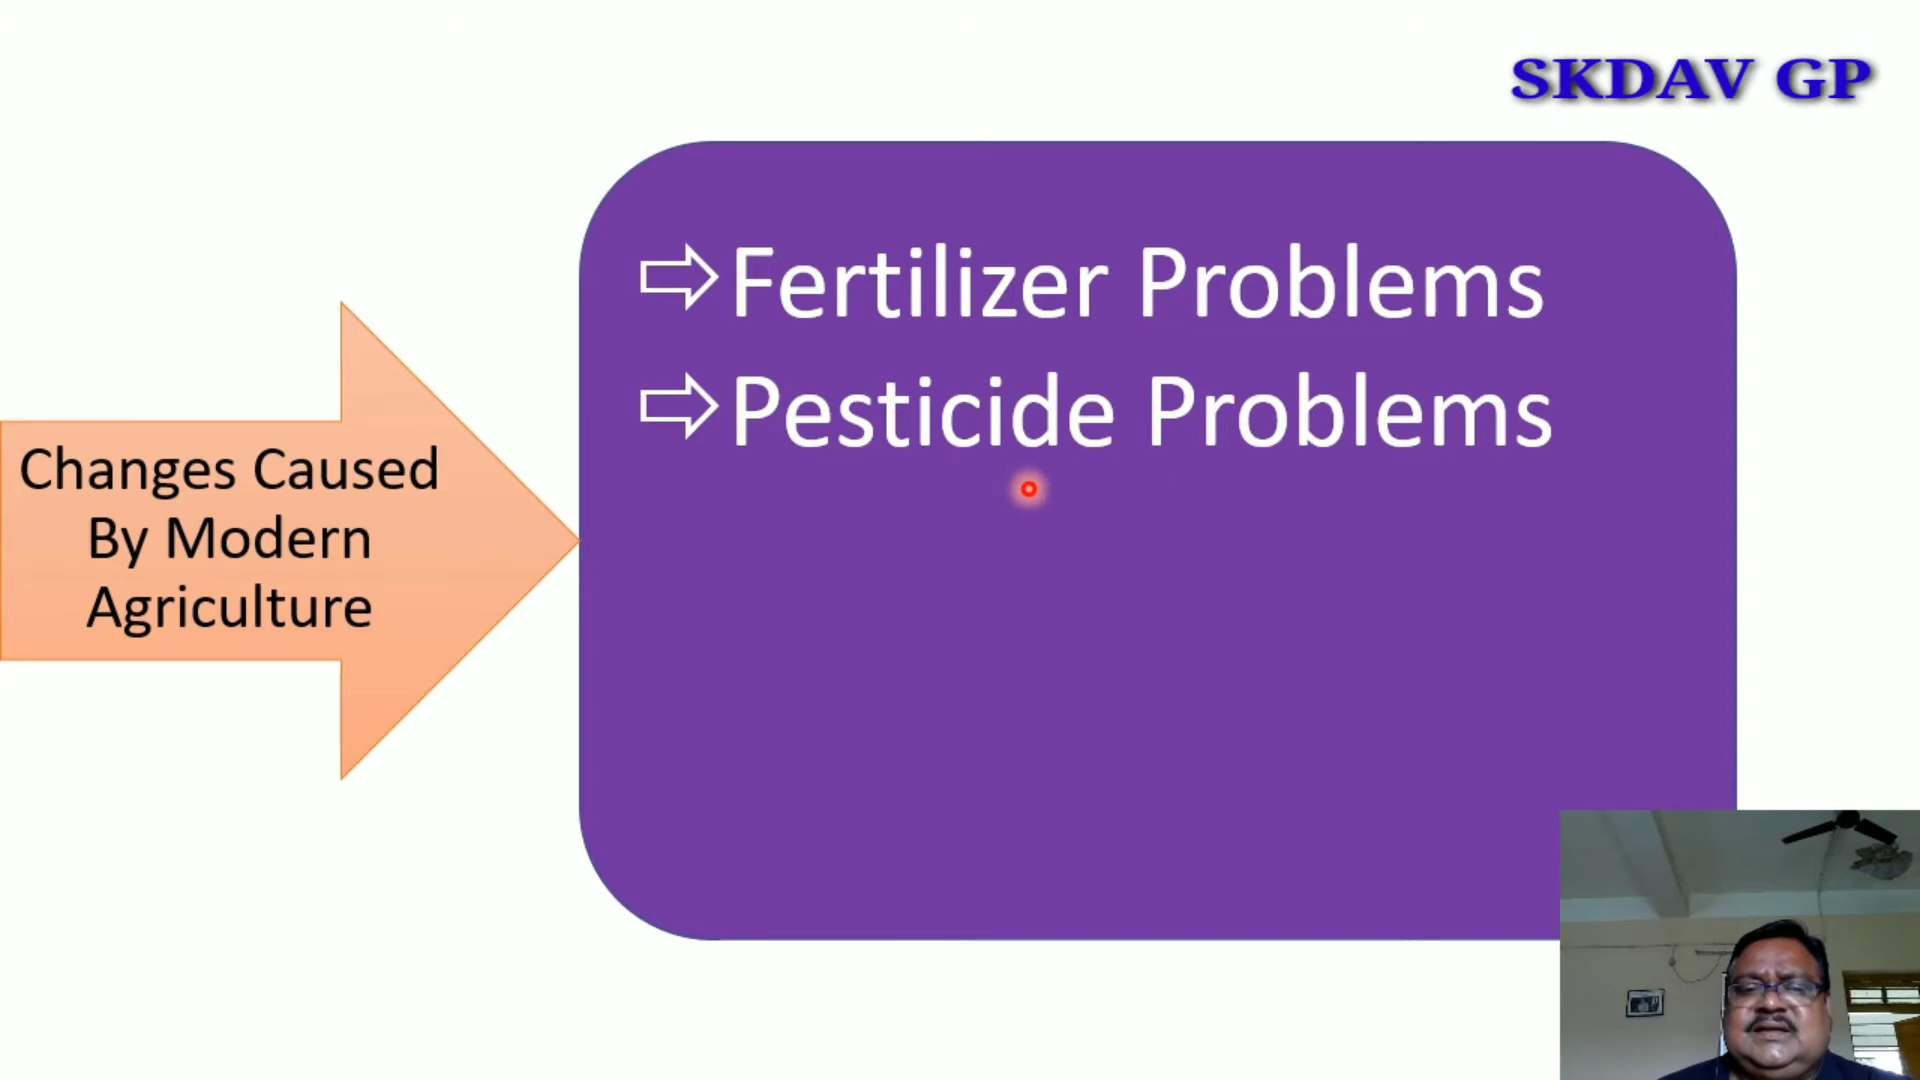 SKDAV GP
Changes Caused
By Modern
Agriculture
⇨Fertilizer Problems
⇨Pesticide Problems